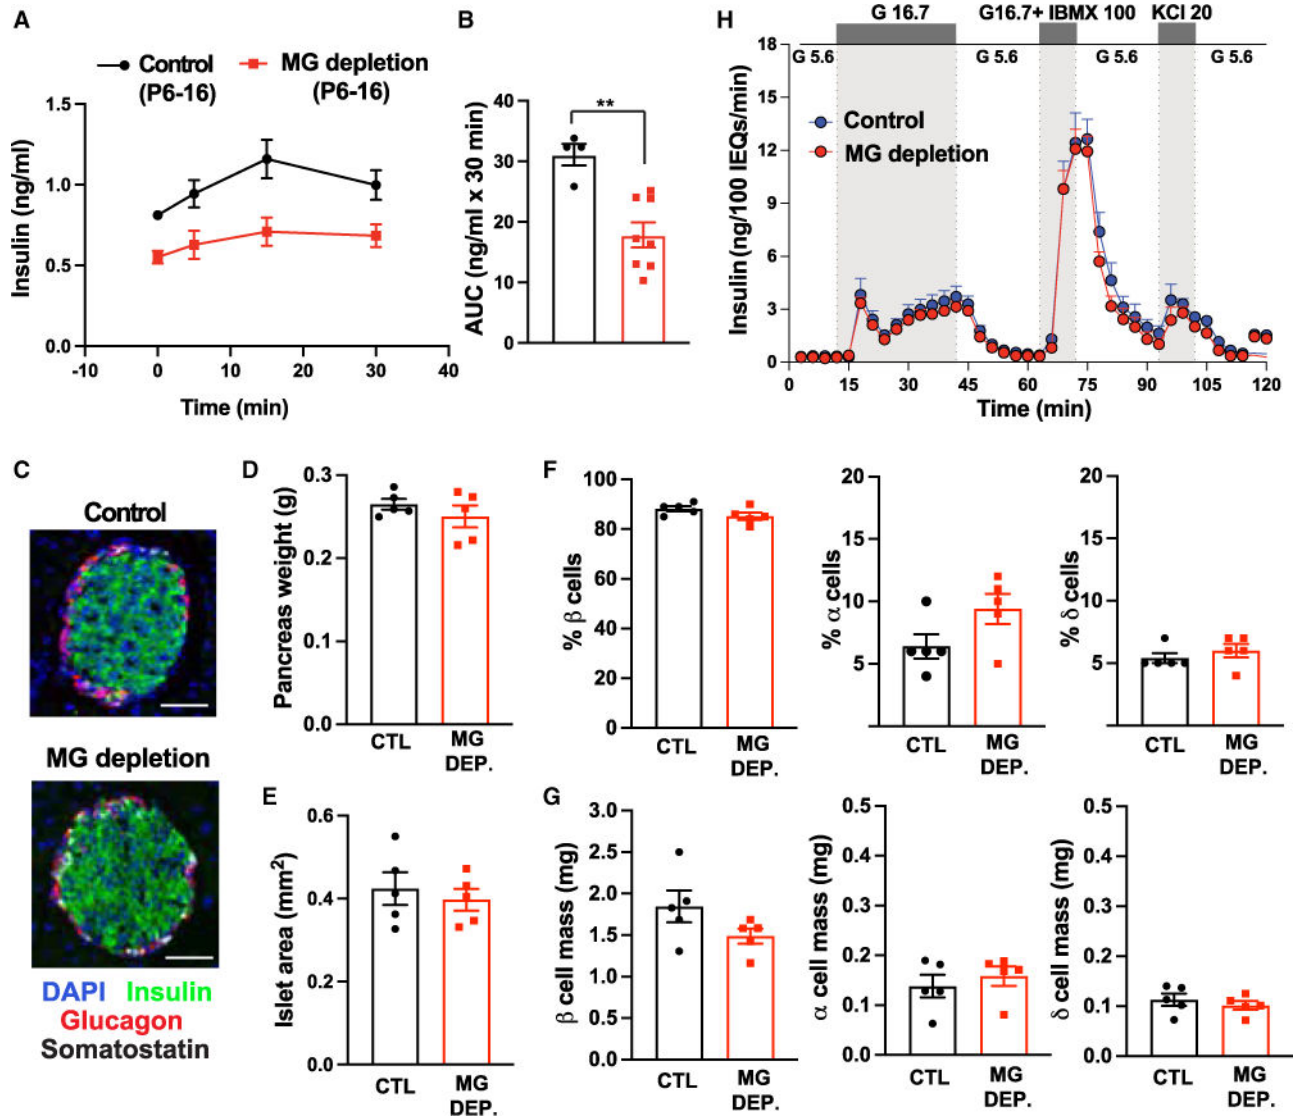 A
Control
(P6-16)
MG depletion
(P6-16)
Insulin (ng/ml)
1.5
1.0
0.5
0.0
-10 0 10 20 30 40
Time (min)
B
**
AUC (ng/ml x 30 min)
40
30
20
10
0
H
G 16.7 G16.7+ IBMX 100 KCl 20
G 5.6 G 5.6 G 5.6 G 5.6
Control
MG depletion
Insulin (ng/100 IEQs/min)
18
15
12
9
6
3
0
0 15 30 45 60 75 90 105 120
Time (min)
C
Control
MG depletion
DAPI Insulin
Glucagon
Somatostatin
D
Pancreas weight (g)
0.3
0.2
0.1
0.0
CTL MG
DEP.
E
Islet area (mm²)
0.6
0.4
0.2
0.0
CTL MG
DEP.
F
% β cells
100
80
60
40
20
0
CTL MG
DEP.
% α cells
20
15
10
5
CTL MG
DEP.
% δ cells
20
15
10
5
CTL MG
DEP.
G
β cell mass (mg)
3.0
2.5
2.0
1.5
1.0
0.5
0.0
CTL MG
DEP.
α cell mass (mg)
0.5
0.4
0.3
0.2
0.1
0.0
CTL MG
DEP.
δ cell mass (mg)
0.5
0.4
0.3
0.2
0.1
0.0
CTL MG
DEP.